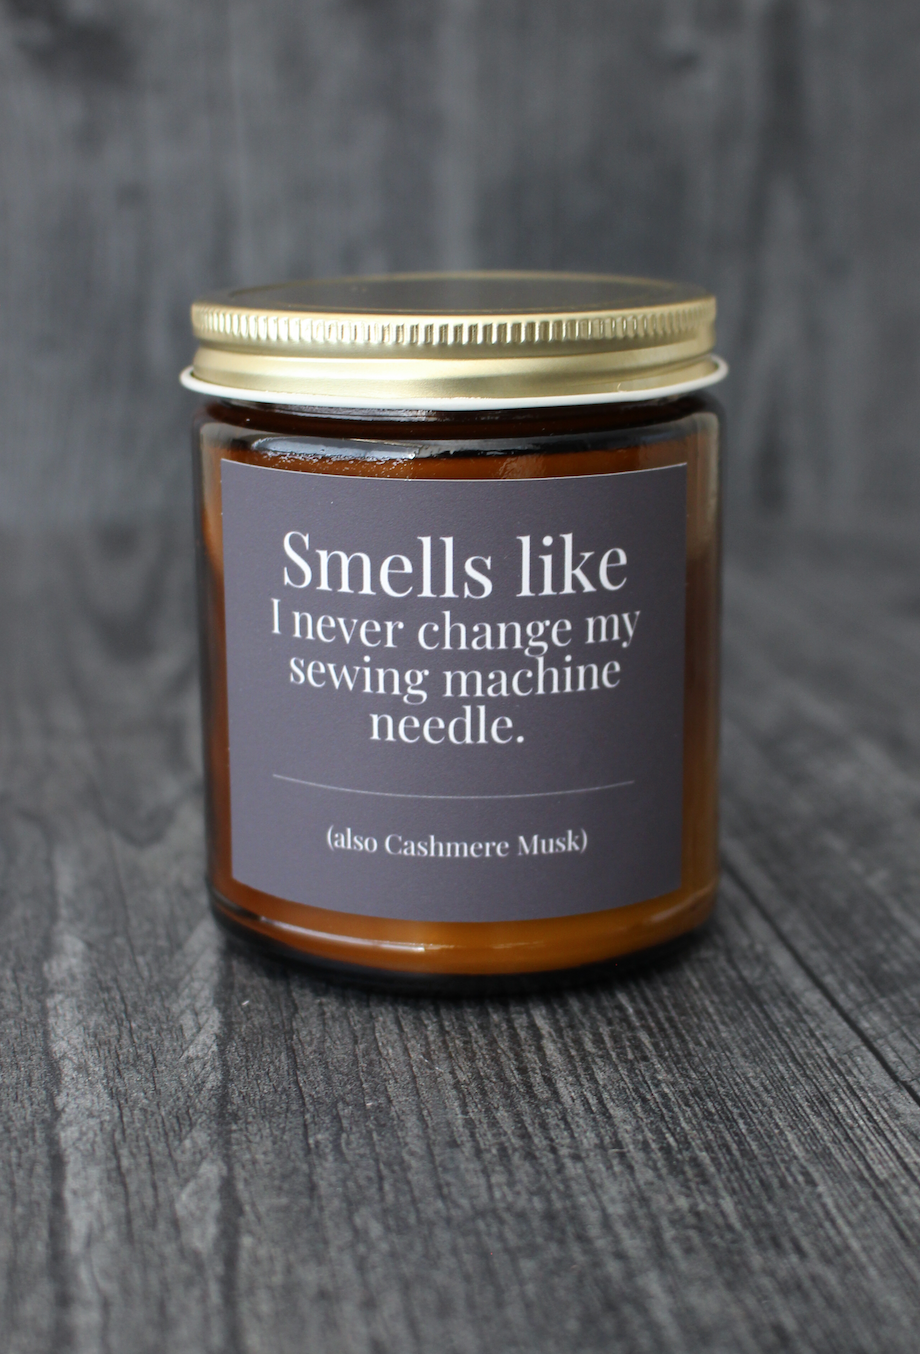 Smells like
I never change my
sewing machine
needle.
(also Cashmere Musk)